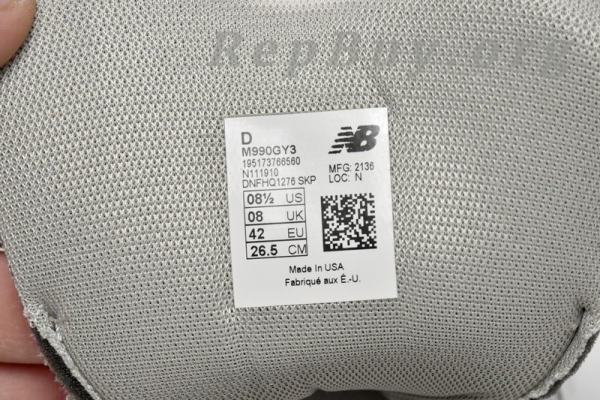 RepBuy.org
D
NB
M990GY3
195173766560
N111910
MFG: 2136
DNFHQ1276 SKP
LOC: N
08½ US
08 UK
42 EU
26.5 CM
Made In USA
Fabriqué aux É.-U.